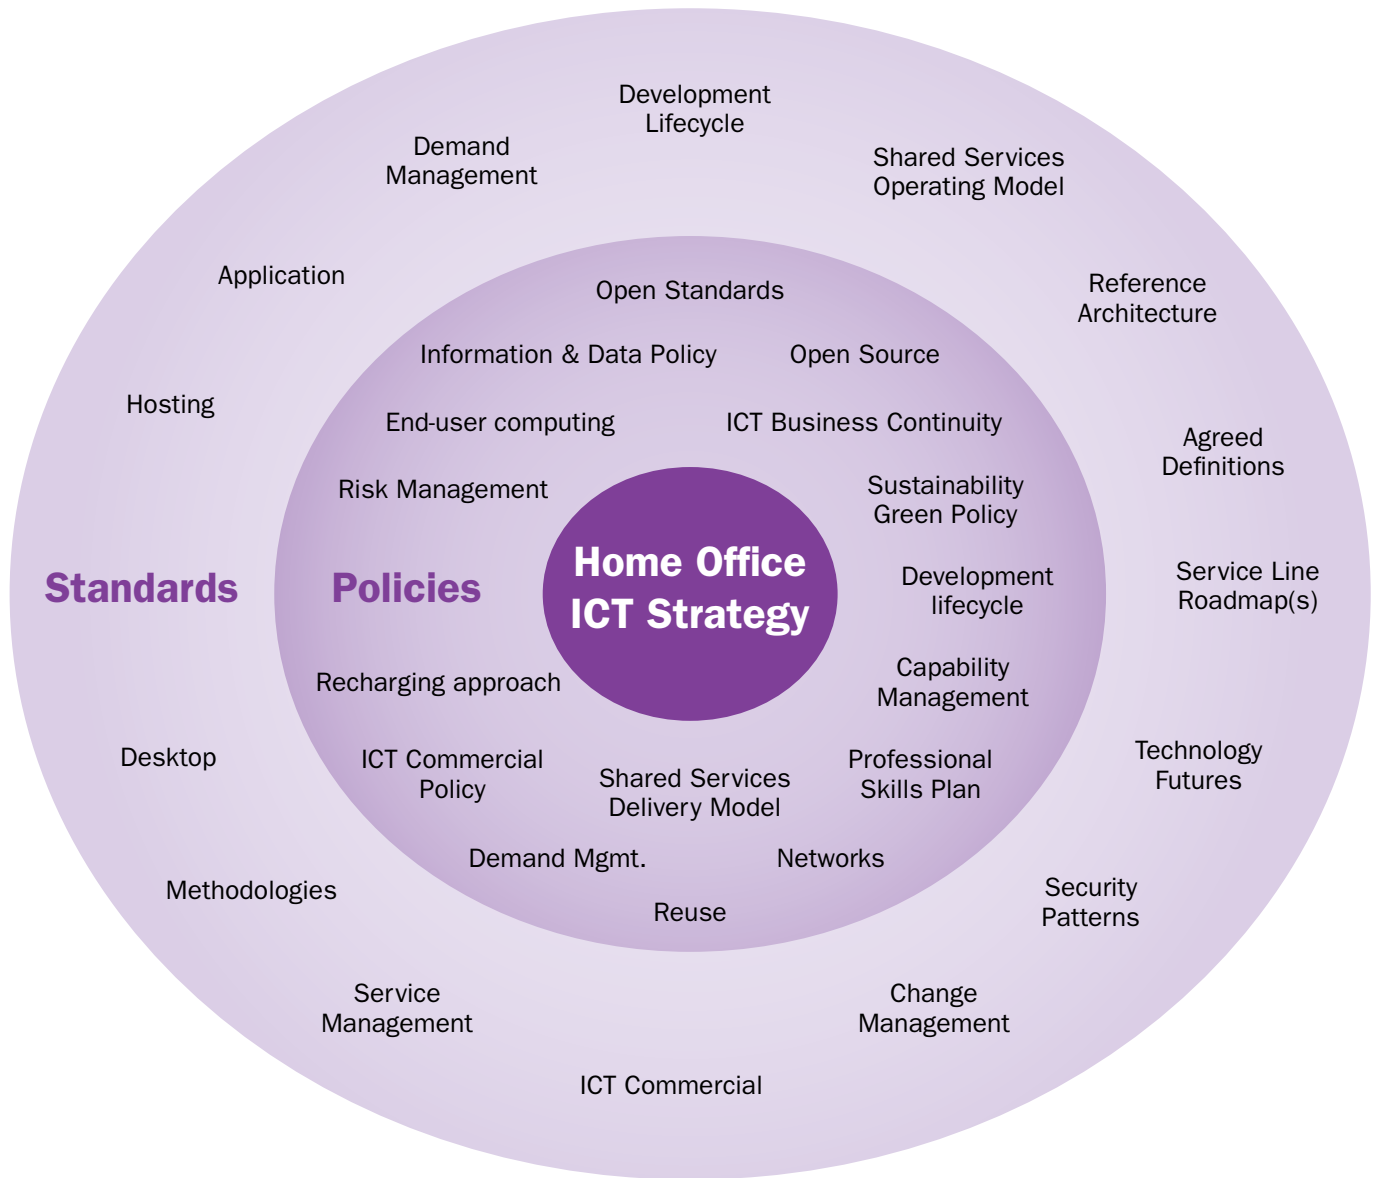 Development
Lifecycle
Demand
Management
Shared Services
Operating Model
Application
Reference
Architecture
Hosting
Agreed
Definitions
Standards
Service Line
Roadmap(s)
Desktop
Technology
Futures
Methodologies
Security
Patterns
Service
Management
Change
Management
ICT Commercial
Open Standards
Information & Data Policy
Open Source
End-user computing
ICT Business Continuity
Risk Management
Sustainability
Green Policy
Policies
Development
lifecycle
Recharging approach
Capability
Management
ICT Commercial
Policy
Shared Services
Delivery Model
Professional
Skills Plan
Demand Mgmt.
Networks
Reuse
Home Office
ICT Strategy